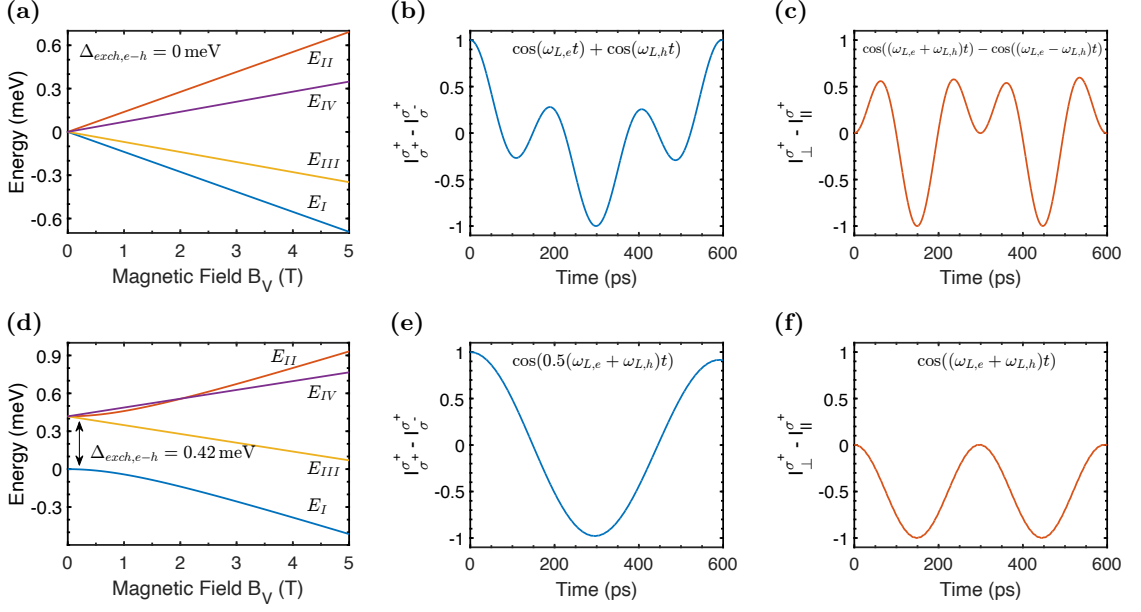 (a)
Δexch,e−h = 0 meV
EII
EIV
EIII
EI
Energy (meV)
0.6
0.3
0
-0.3
-0.6
0 1 2 3 4 5
Magnetic Field BV (T)
(b)
cos(ωL,et) + cos(ωL,ht)
Iσ+σ+ - Iσ+σ-
1
0.5
0
-0.5
-1
0 200 400 600
Time (ps)
(c)
cos((ωL,e + ωL,h)t) − cos((ωL,e − ωL,h)t)
I⊥σ+ - I||σ+
1
0.5
0
-0.5
-1
0 200 400 600
Time (ps)
(d)
EII
EIV
Δexch,e−h = 0.42 meV
EIII
EI
Energy (meV)
0.9
0.6
0.3
0
-0.3
0 1 2 3 4 5
Magnetic Field BV (T)
(e)
cos(0.5(ωL,e + ωL,h)t)
Iσ+σ+ - Iσ+σ-
1
0.5
0
-0.5
-1
0 200 400 600
Time (ps)
(f)
cos((ωL,e + ωL,h)t)
I⊥σ+ - I||σ+
1
0.5
0
-0.5
-1
0 200 400 600
Time (ps)